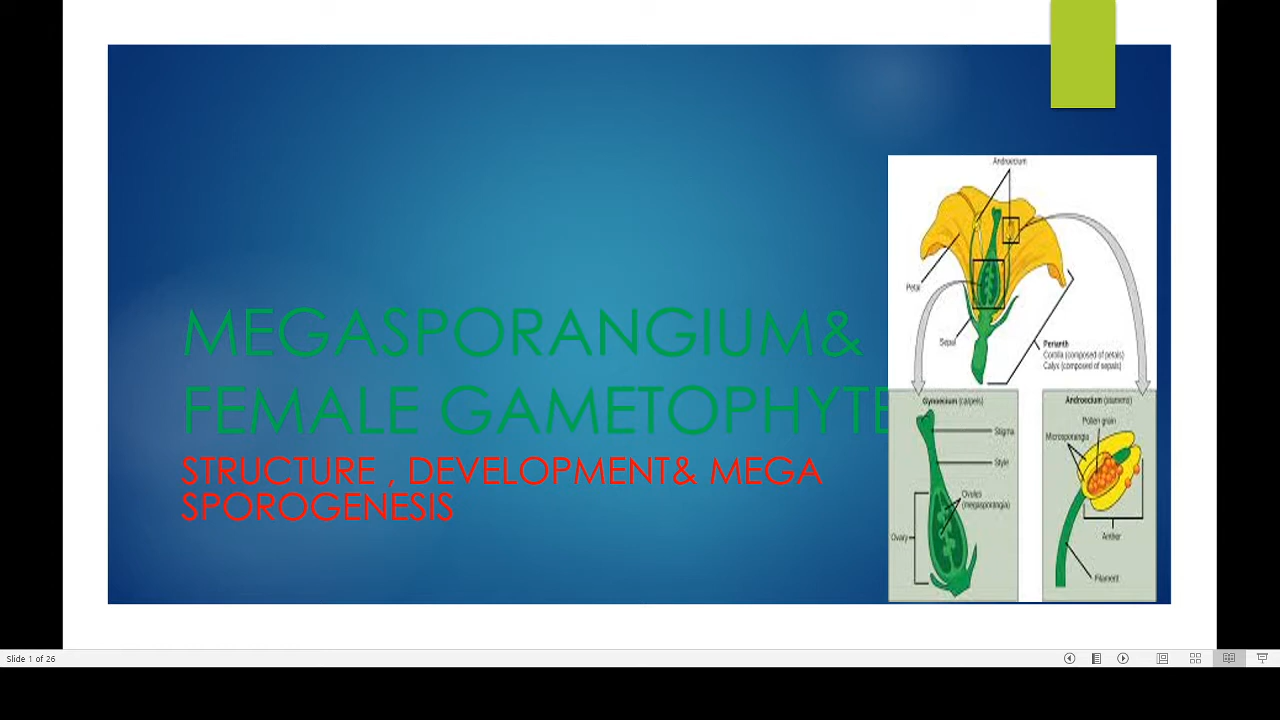 MEGASPORANGIUM&
FEMALE GAMETOPHYTE
STRUCTURE , DEVELOPMENT& MEGA
SPOROGENESIS
Androecium
Petal
Sepal
Perianth
Corolla (composed of petals)
Calyx (composed of sepals)
Gynoecium (carpels)
Stigma
Style
Ovules
(megasporangia)
Ovary
Androecium (stamens)
Pollen grain
Microsporangia
Anther
Filament
Slide 1 of 26